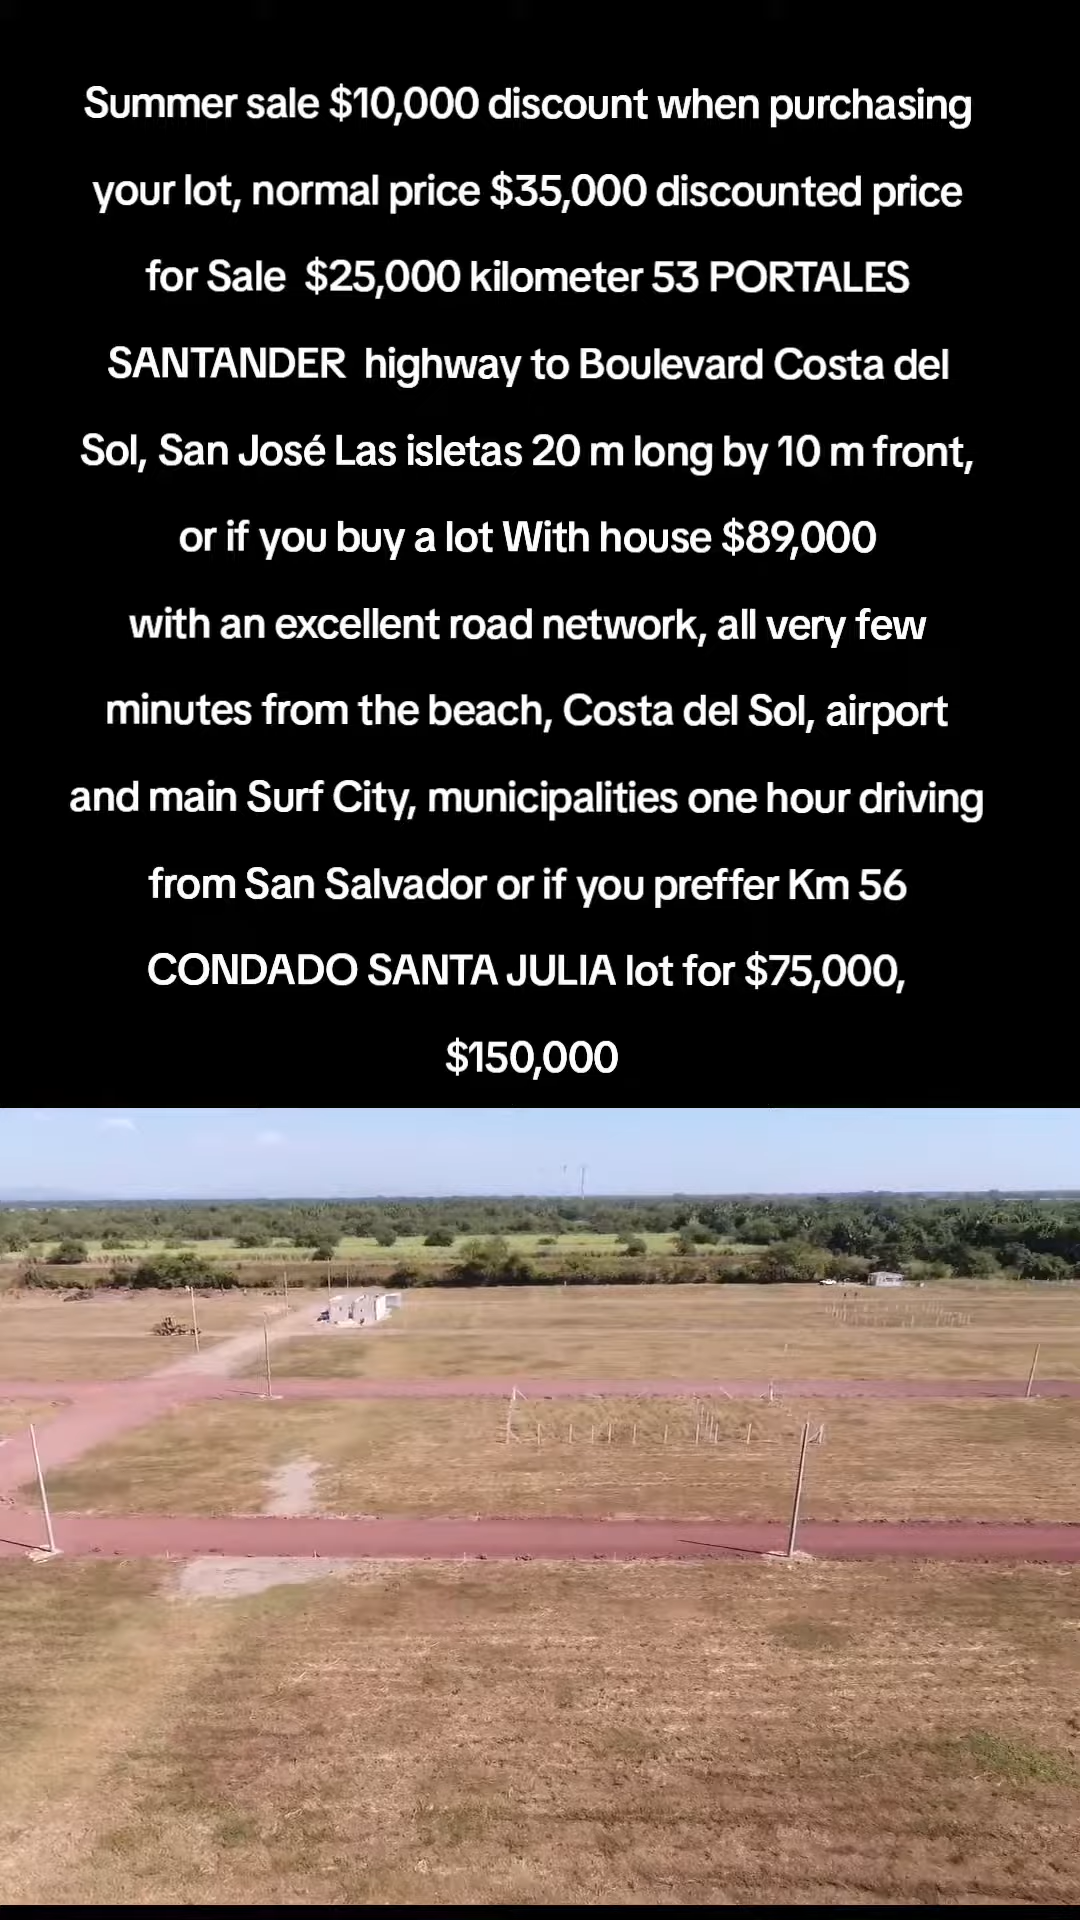 Summer sale $10,000 discount when purchasing
your lot, normal price $35,000 discounted price
for Sale  $25,000 kilometer 53 PORTALES
SANTANDER  highway to Boulevard Costa del
Sol, San José Las isletas 20 m long by 10 m front,
or if you buy a lot With house $89,000
with an excellent road network, all very few
minutes from the beach, Costa del Sol, airport
and main Surf City, municipalities one hour driving
from San Salvador or if you preffer Km 56
CONDADO SANTA JULIA lot for $75,000,
$150,000